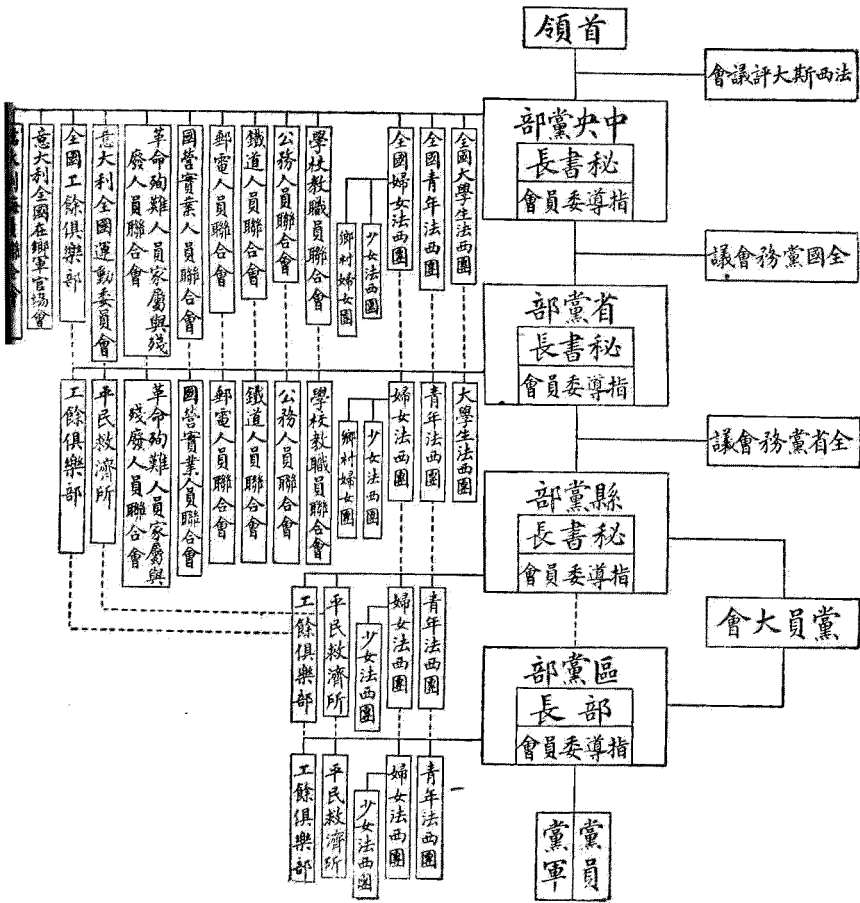 首領
法西斯大評議會
中央黨部
秘書長
指導委員會
全國黨務會議
全國大學生法西團
全國青年法西團
全國婦女法西團
少女法西團
鄉村婦女團
學校教職員聯合會
公務人員聯合會
鐵道人員聯合會
郵電人員聯合會
國營實業人員聯合會
革命殉難人員家屬與殘
廢人員聯合會
意大利全國運動委員會
全國工餘俱樂部
意大利全國在鄉軍官場會
省黨部
秘書長
指導委員會
全省黨務會議
大學生法西團
青年法西團
婦女法西團
少女法西團
鄉村婦女團
學校教職員聯合會
公務人員聯合會
鐵道人員聯合會
郵電人員聯合會
國營實業人員聯合會
革命殉難人員家屬與
殘廢人員聯合會
平民救濟所
工餘俱樂部
縣黨部
秘書長
指導委員會
黨員大會
青年法西團
婦女法西團
少女法西團
平民救濟所
工餘俱樂部
區黨部
部長
指導委員會
青年法西團
婦女法西團
少女法西團
平民救濟所
工餘俱樂部
黨員
黨軍